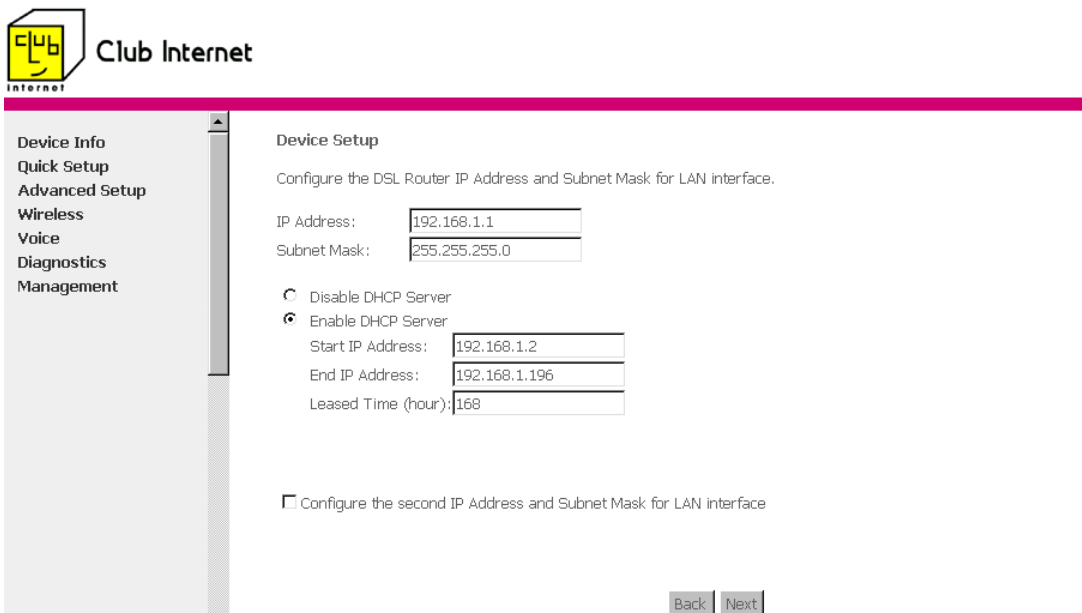 club
internet
Club Internet
Device Info
Quick Setup
Advanced Setup
Wireless
Voice
Diagnostics
Management
Device Setup
Configure the DSL Router IP Address and Subnet Mask for LAN interface.
IP Address: 192.168.1.1
Subnet Mask: 255.255.255.0
Disable DHCP Server
Enable DHCP Server
Start IP Address: 192.168.1.2
End IP Address: 192.168.1.196
Leased Time (hour): 168
Configure the second IP Address and Subnet Mask for LAN interface
Back Next